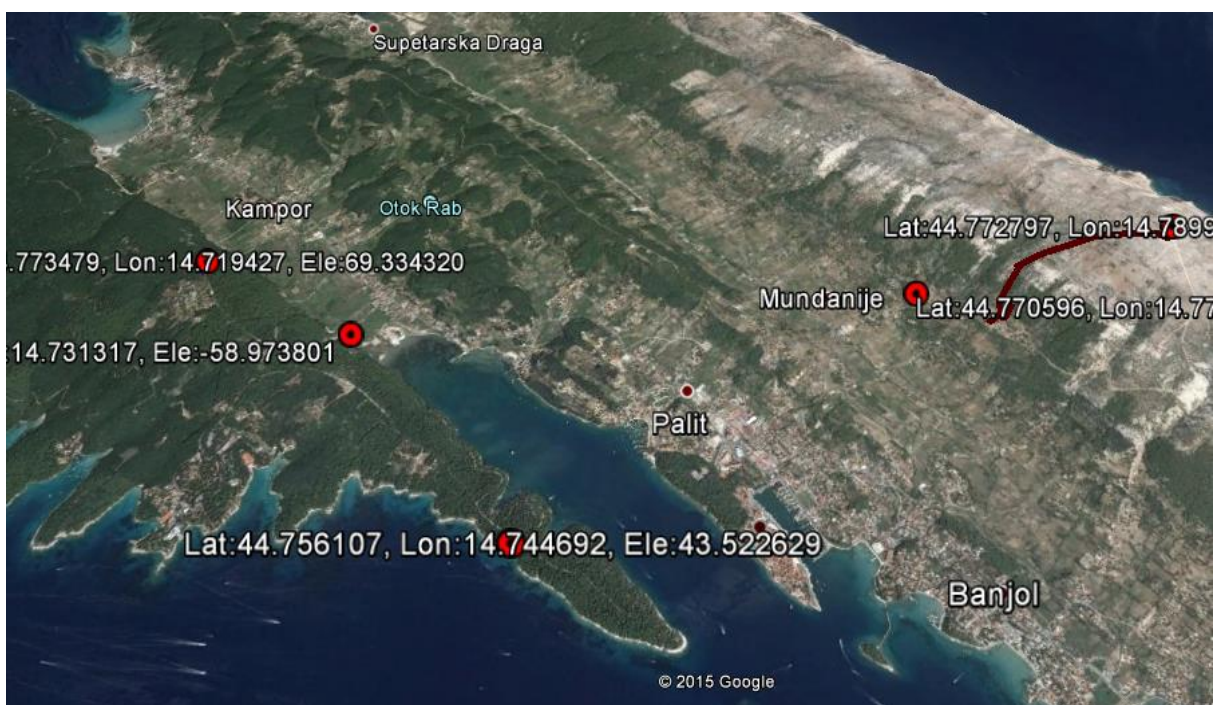 Supetarska Draga
Kampor
Otok Rab
Lat:44.772797, Lon:14.7899
.773479, Lon:14.719427, Ele:69.334320
Mundanije
Lat:44.770596, Lon:14.77
:14.731317, Ele:-58.973801
Palit
Lat:44.756107, Lon:14.744692, Ele:43.522629
Banjol
© 2015 Google